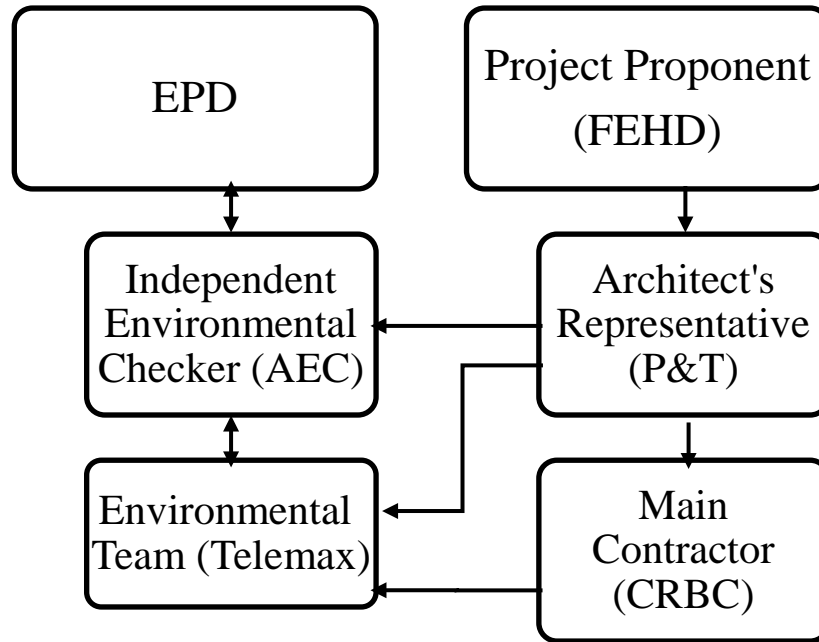 EPD
Project Proponent
(FEHD)
Independent
Environmental
Checker (AEC)
Architect's
Representative
(P&T)
Environmental
Team (Telemax)
Main
Contractor
(CRBC)